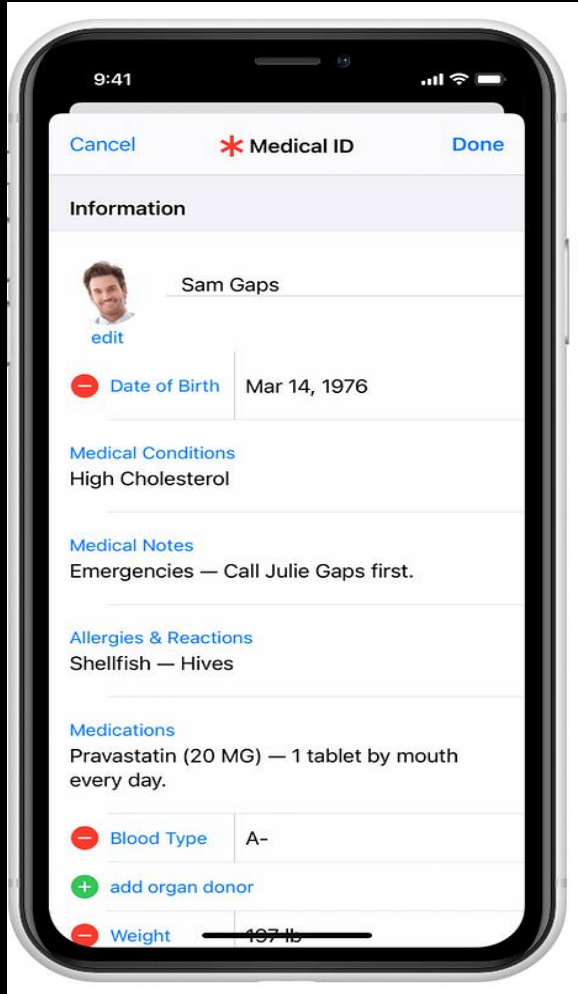 9:41
Cancel
Medical ID
Done
Information
Sam Gaps
edit
Date of Birth
Mar 14, 1976
Medical Conditions
High Cholesterol
Medical Notes
Emergencies — Call Julie Gaps first.
Allergies & Reactions
Shellfish — Hives
Medications
Pravastatin (20 MG) — 1 tablet by mouth
every day.
Blood Type
A-
add organ donor
Weight
197 lb